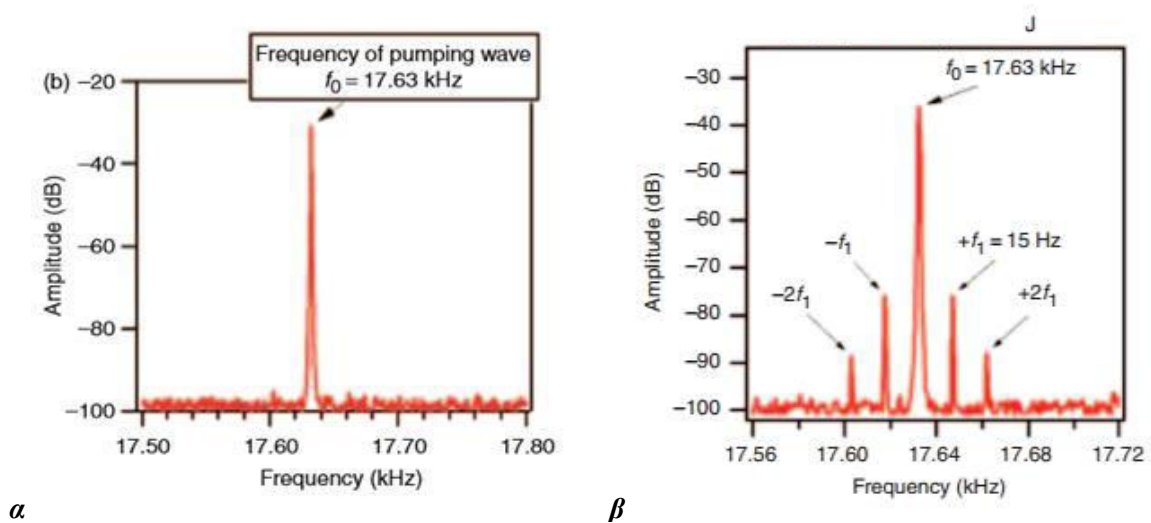 Frequency of pumping wave
f₀ = 17.63 kHz
(b)
−20
−40
−60
−80
−100
Amplitude (dB)
17.50 17.60 17.70 17.80
Frequency (kHz)
α
J
f₀ = 17.63 kHz
−30
−40
−50
−60
−70
−80
−90
−100
Amplitude (dB)
−f₁
+f₁ = 15 Hz
−2f₁
+2f₁
17.56 17.60 17.64 17.68 17.72
Frequency (kHz)
β